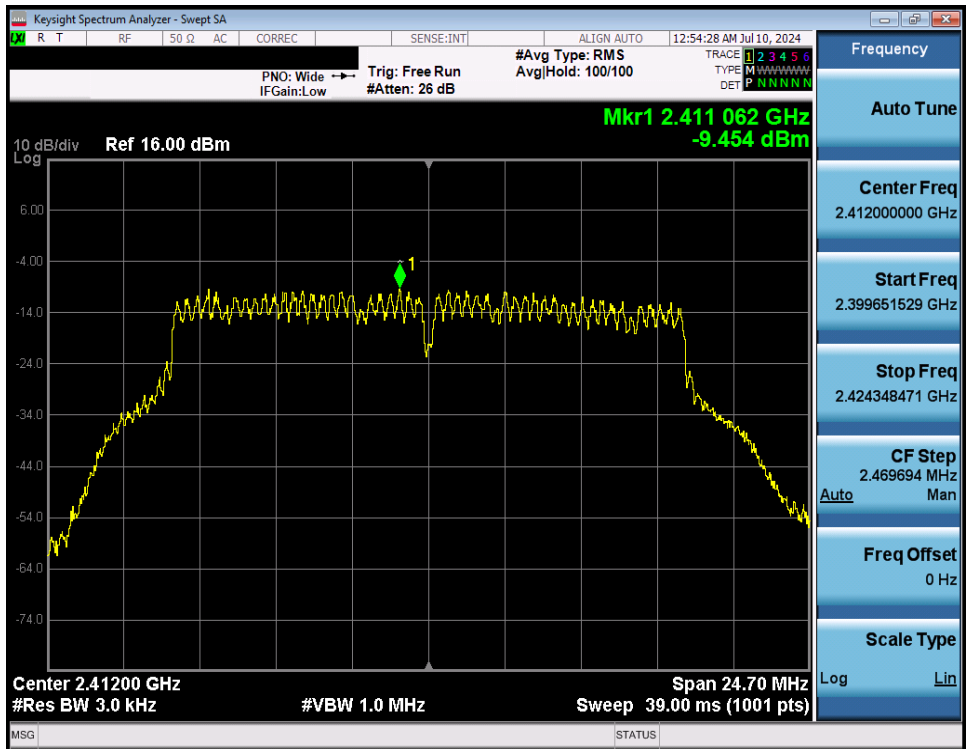 Keysight Spectrum Analyzer - Swept SA
LXI R T RF 50 Ω AC CORREC SENSE:INT ALIGN AUTO 12:54:28 AM Jul 10, 2024
PNO: Wide
IFGain:Low
Trig: Free Run
#Atten: 26 dB
#Avg Type: RMS
Avg|Hold: 100/100
TRACE 1 2 3 4 5 6
TYPE M WWWWW
DET P N N N N N
Mkr1 2.411 062 GHz
-9.454 dBm
10 dB/div Ref 16.00 dBm
Log
6.00
-4.00
1
-14.0
-24.0
-34.0
-44.0
-54.0
-64.0
-74.0
Center 2.41200 GHz Span 24.70 MHz
#Res BW 3.0 kHz #VBW 1.0 MHz Sweep 39.00 ms (1001 pts)
MSG STATUS
Frequency
Auto Tune
Center Freq
2.412000000 GHz
Start Freq
2.399651529 GHz
Stop Freq
2.424348471 GHz
CF Step
2.469694 MHz
Auto Man
Freq Offset
0 Hz
Scale Type
Log Lin